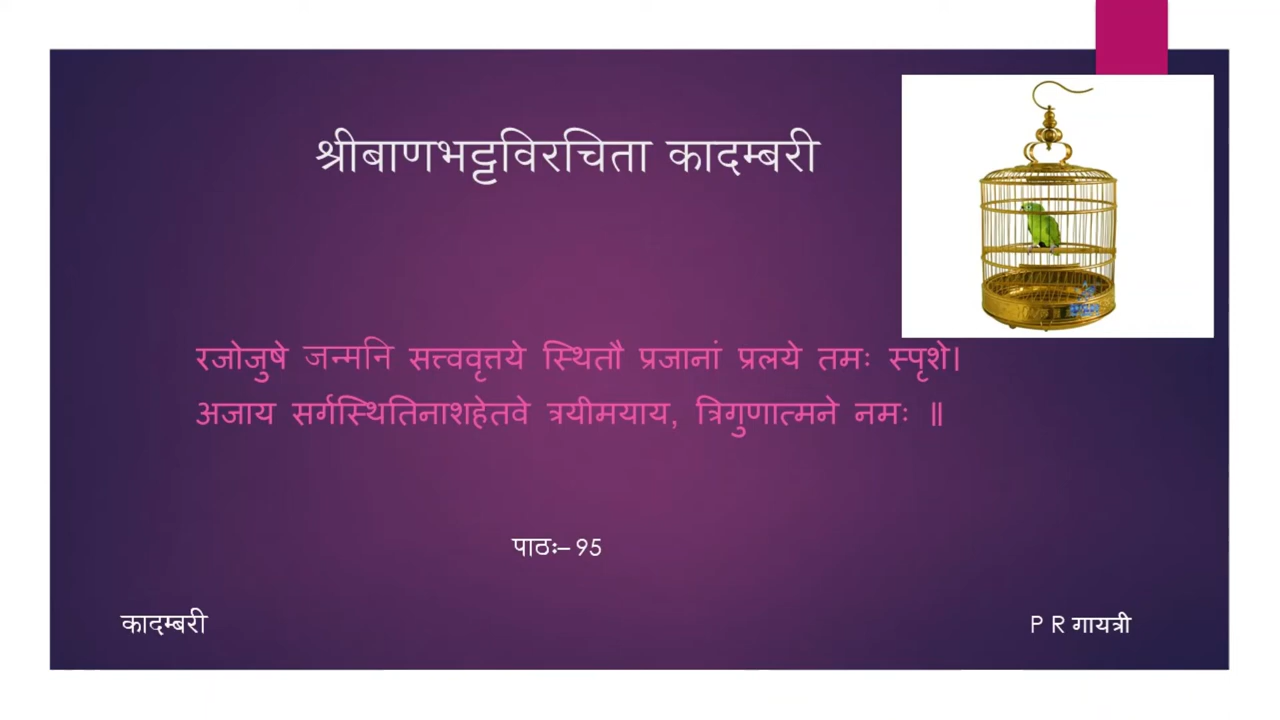 श्रीबाणभट्टविरचिता कादम्बरी
रजोजुषे जन्मनि सत्त्ववृत्तये स्थितौ प्रजानां प्रलये तमः स्पृशे।
अजाय सर्गस्थितिनाशहेतवे त्रयीमयाय, त्रिगुणात्मने नमः ॥
पाठः– 95
कादम्बरी
P R गायत्री